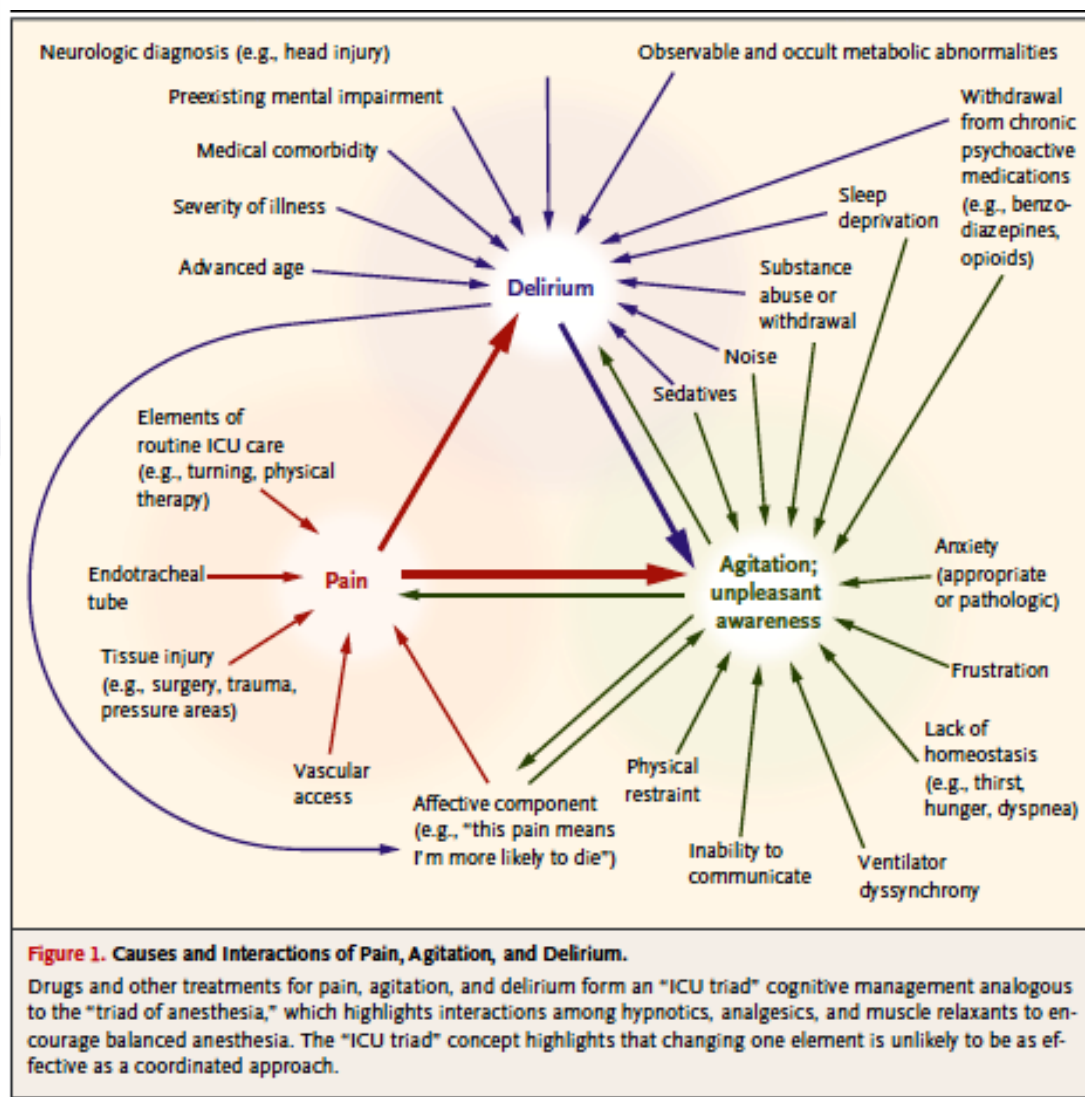 Neurologic diagnosis (e.g., head injury)
Observable and occult metabolic abnormalities
Preexisting mental impairment
Withdrawal
from chronic
psychoactive
medications
(e.g., benzo-
diazepines,
opioids)
Medical comorbidity
Sleep
deprivation
Severity of illness
Advanced age
Delirium
Substance
abuse or
withdrawal
Noise
Sedatives
Elements of
routine ICU care
(e.g., turning, physical
therapy)
Endotracheal
tube
Pain
Agitation;
unpleasant
awareness
Anxiety
(appropriate
or pathologic)
Tissue injury
(e.g., surgery, trauma,
pressure areas)
Frustration
Vascular
access
Affective component
(e.g., “this pain means
I'm more likely to die”)
Physical
restraint
Lack of
homeostasis
(e.g., thirst,
hunger, dyspnea)
Inability to
communicate
Ventilator
dyssynchrony
Figure 1. Causes and Interactions of Pain, Agitation, and Delirium.
Drugs and other treatments for pain, agitation, and delirium form an “ICU triad” cognitive management analogous
to the “triad of anesthesia,” which highlights interactions among hypnotics, analgesics, and muscle relaxants to en-
courage balanced anesthesia. The “ICU triad” concept highlights that changing one element is unlikely to be as ef-
fective as a coordinated approach.